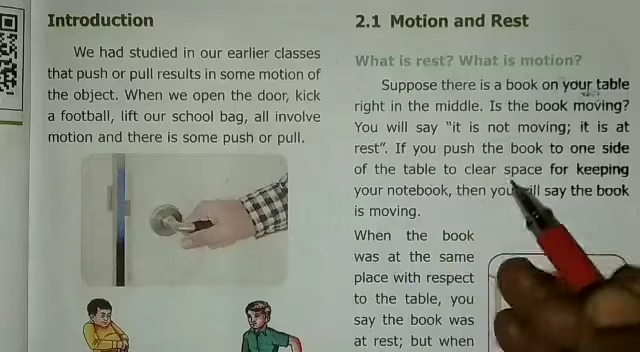 Introduction
We had studied in our earlier classes
that push or pull results in some motion of
the object. When we open the door, kick
a football, lift our school bag, all involve
motion and there is some push or pull.
2.1 Motion and Rest
What is rest? What is motion?
Suppose there is a book on your table
right in the middle. Is the book moving?
You will say "it is not moving; it is at
rest". If you push the book to one side
of the table to clear space for keeping
your notebook, then you will say the book
is moving.
When the book
was at the same
place with respect
to the table, you
say the book was
at rest; but when